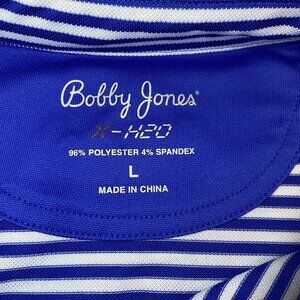 Bobby Jones®
X-H2O
96% POLYESTER 4% SPANDEX
L
MADE IN CHINA